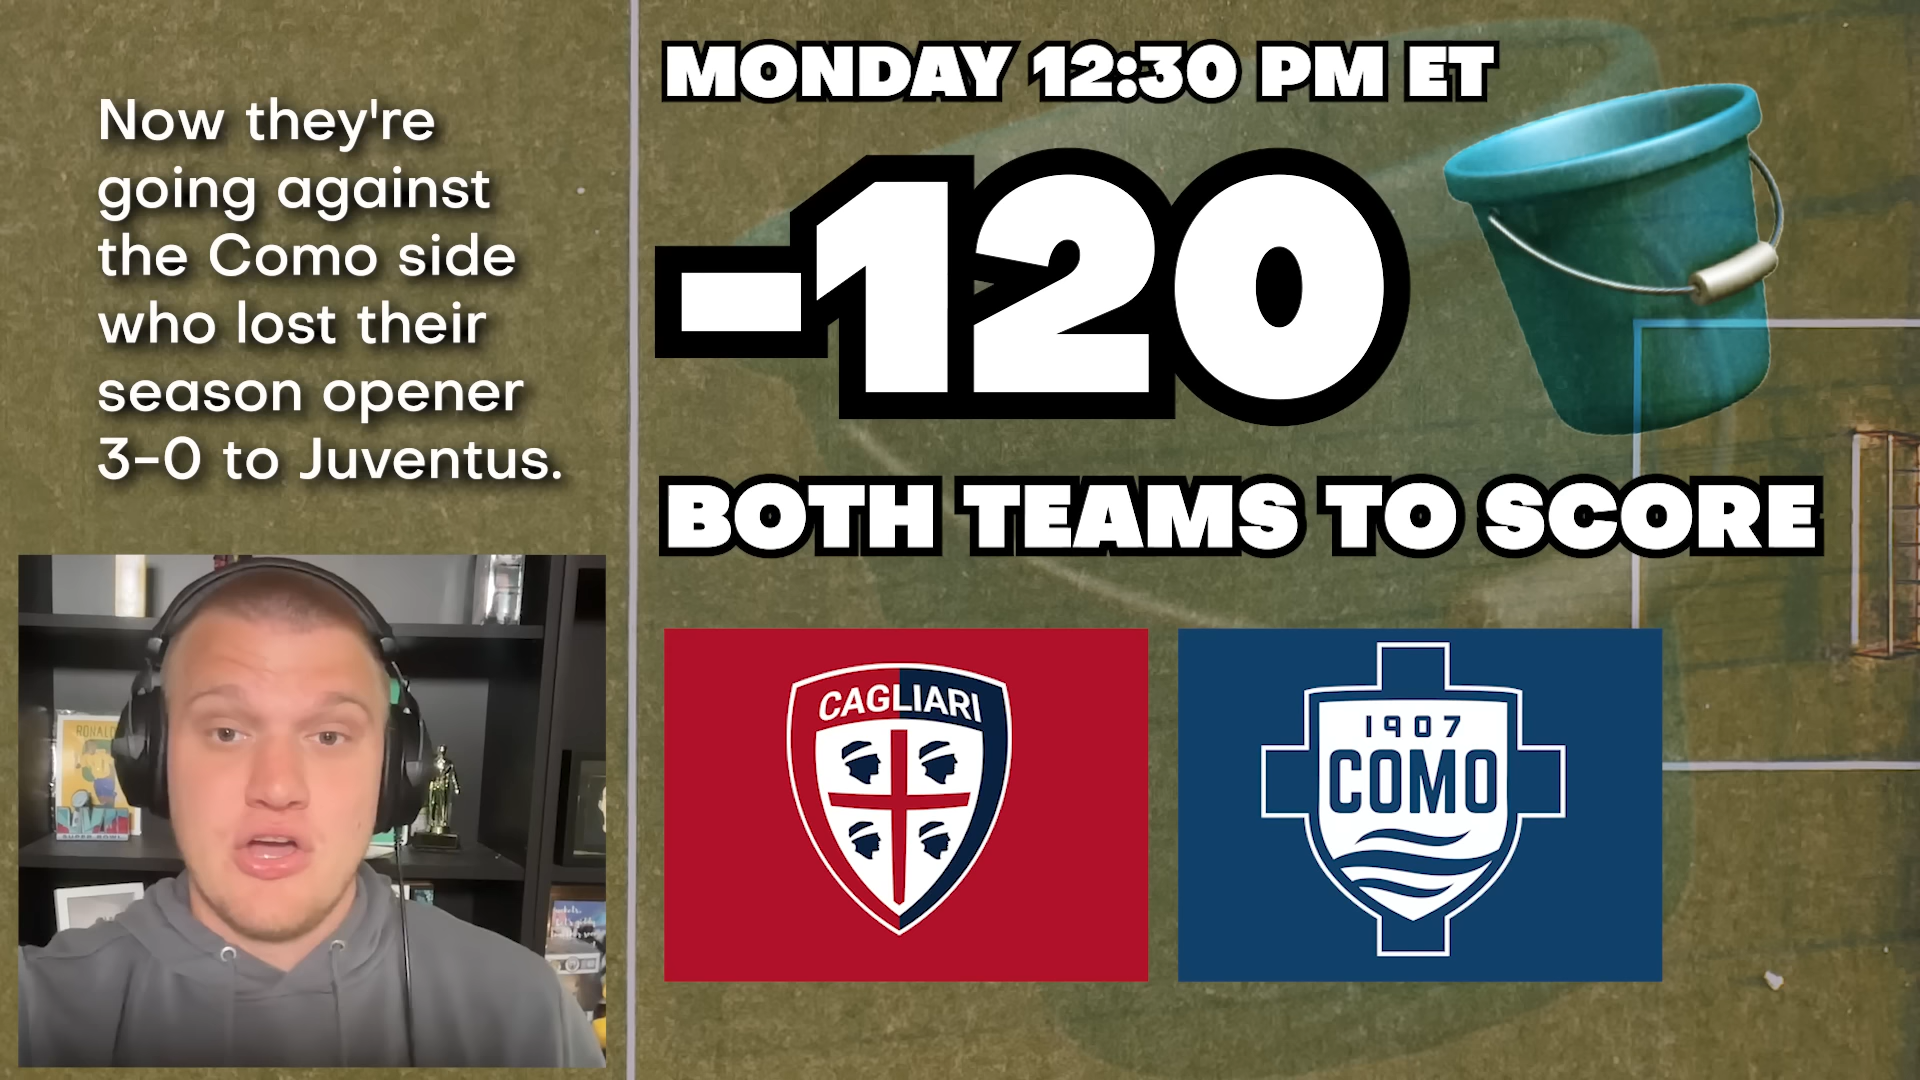 MONDAY 12:30 PM ET
Now they're
going against
the Como side
who lost their
season opener
3-0 to Juventus.
-120
BOTH TEAMS TO SCORE
CAGLIARI
1907
COMO